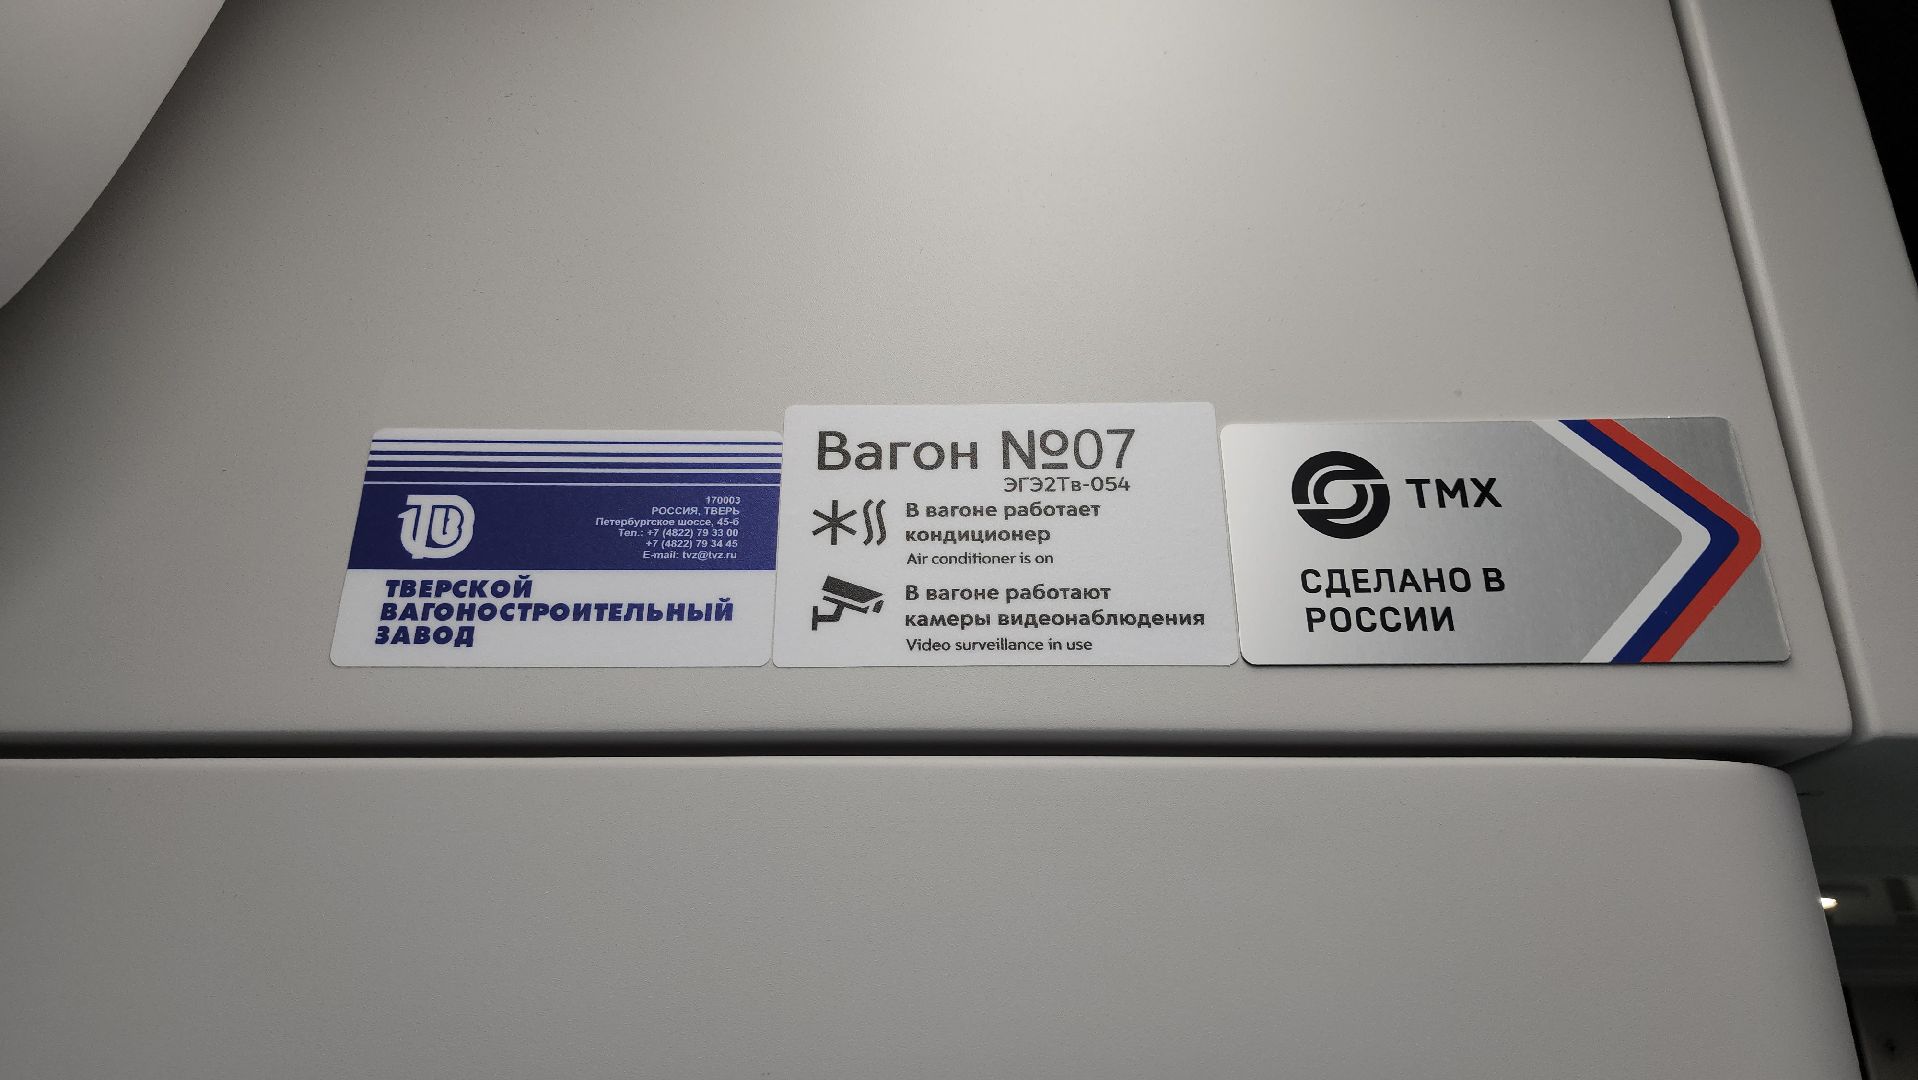 170003
РОССИЯ, ТВЕРЬ
Петербургское шоссе, 45-б
Тел.: +7 (4822) 79 33 00
+7 (4822) 79 34 45
E-mail: tvz@tvz.ru
ТВЕРСКОЙ
ВАГОНОСТРОИТЕЛЬНЫЙ
ЗАВОД
Вагон №07
ЭГЭ2Тв-054
В вагоне работает
кондиционер
Air conditioner is on
В вагоне работают
камеры видеонаблюдения
Video surveillance in use
ТМХ
СДЕЛАНО В
РОССИИ